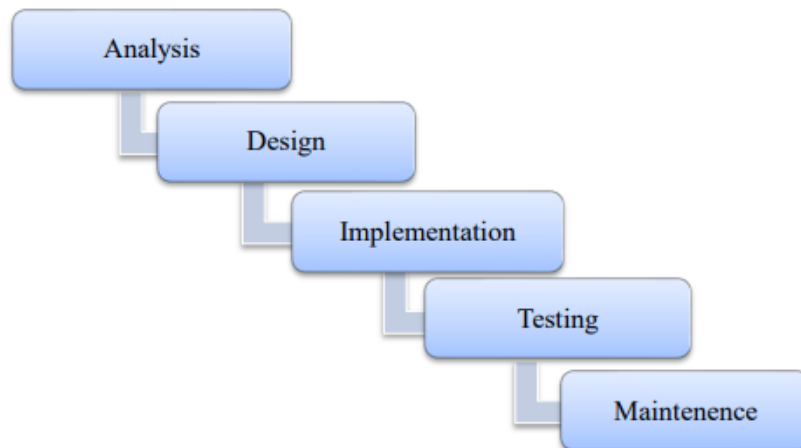 Analysis
Design
Implementation
Testing
Maintenence